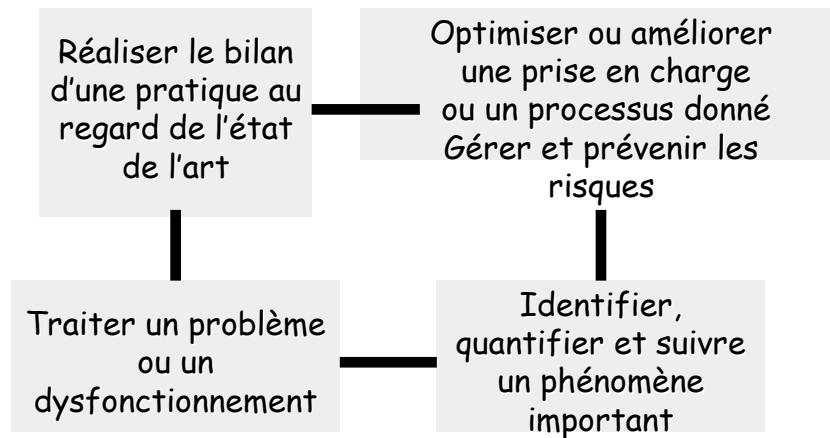 Réaliser le bilan
d'une pratique au
regard de l'état
de l'art
Optimiser ou améliorer
une prise en charge
ou un processus donné
Gérer et prévenir les
risques
Traiter un problème
ou un
dysfonctionnement
Identifier,
quantifier et suivre
un phénomène
important